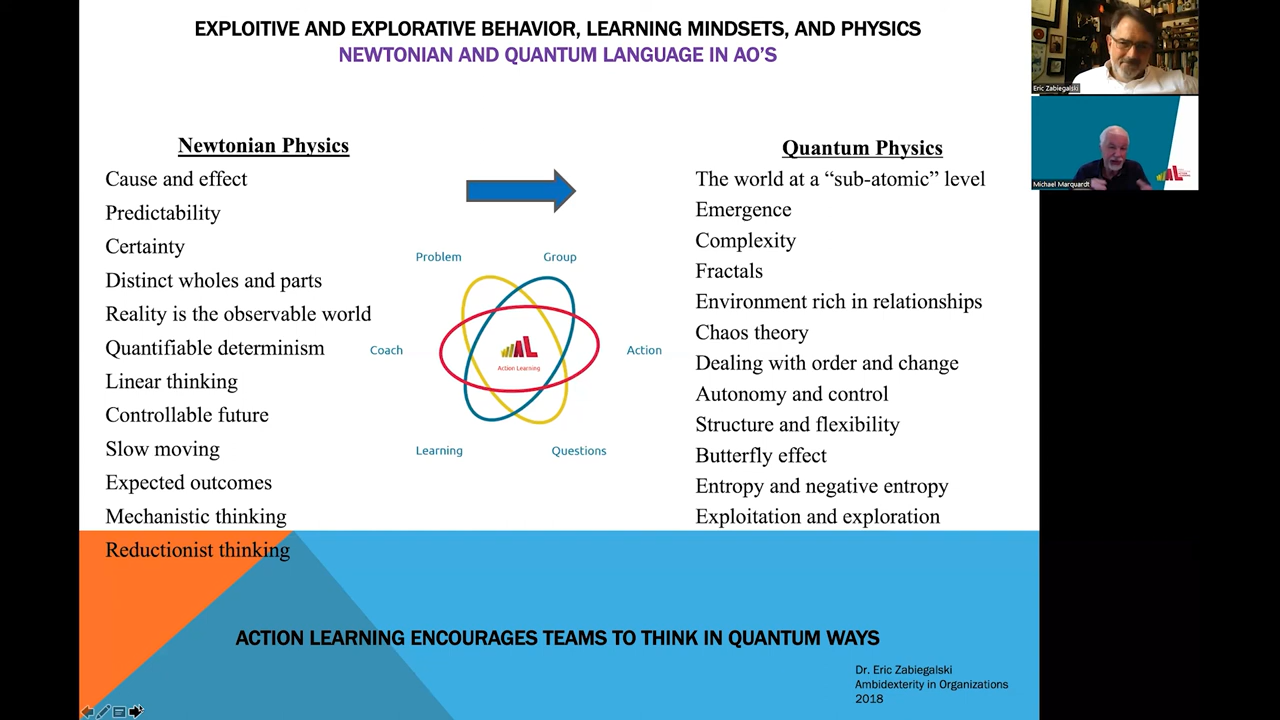 EXPLOITIVE AND EXPLORATIVE BEHAVIOR, LEARNING MINDSETS, AND PHYSICS
NEWTONIAN AND QUANTUM LANGUAGE IN AO'S
Newtonian Physics
Cause and effect
Predictability
Certainty
Distinct wholes and parts
Reality is the observable world
Quantifiable determinism
Linear thinking
Controllable future
Slow moving
Expected outcomes
Mechanistic thinking
Reductionist thinking
Problem
Group
Coach
Action
AL
Action Learning
Learning
Questions
Quantum Physics
The world at a “sub-atomic” level
Emergence
Complexity
Fractals
Environment rich in relationships
Chaos theory
Dealing with order and change
Autonomy and control
Structure and flexibility
Butterfly effect
Entropy and negative entropy
Exploitation and exploration
ACTION LEARNING ENCOURAGES TEAMS TO THINK IN QUANTUM WAYS
Dr. Eric Zabiegalski
Ambidexterity in Organizations
2018
Eric Zabiegalski
Michael Marquardt